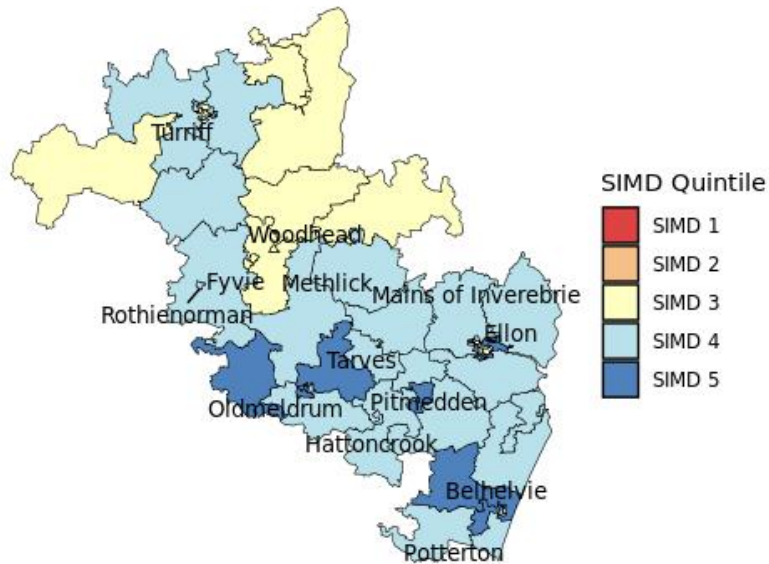 Turriff
Woodhead
Fyvie
Methlick
Rothienorman
Mains of Inverebrie
Ellon
Tarves
Oldmeldrum
Pitmedden
Hattoncrook
Belhelvie
Potterton
SIMD Quintile
SIMD 1
SIMD 2
SIMD 3
SIMD 4
SIMD 5